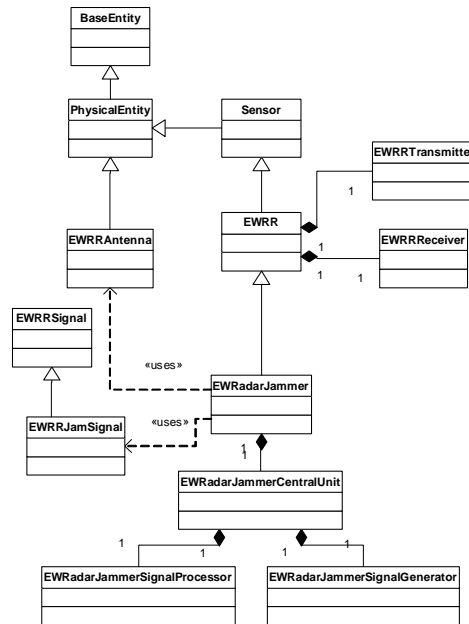 BaseEntity
PhysicalEntity
Sensor
EWRRTransmitte
1
EWRRAntenna
EWRR
1
EWRRReceiver
1
1
EWRRSignal
«uses»
EWRadarJammer
EWRRJamSignal
«uses»
1
1
EWRadarJammerCentralUnit
1
1
1
1
EWRadarJammerSignalProcessor
EWRadarJammerSignalGenerator